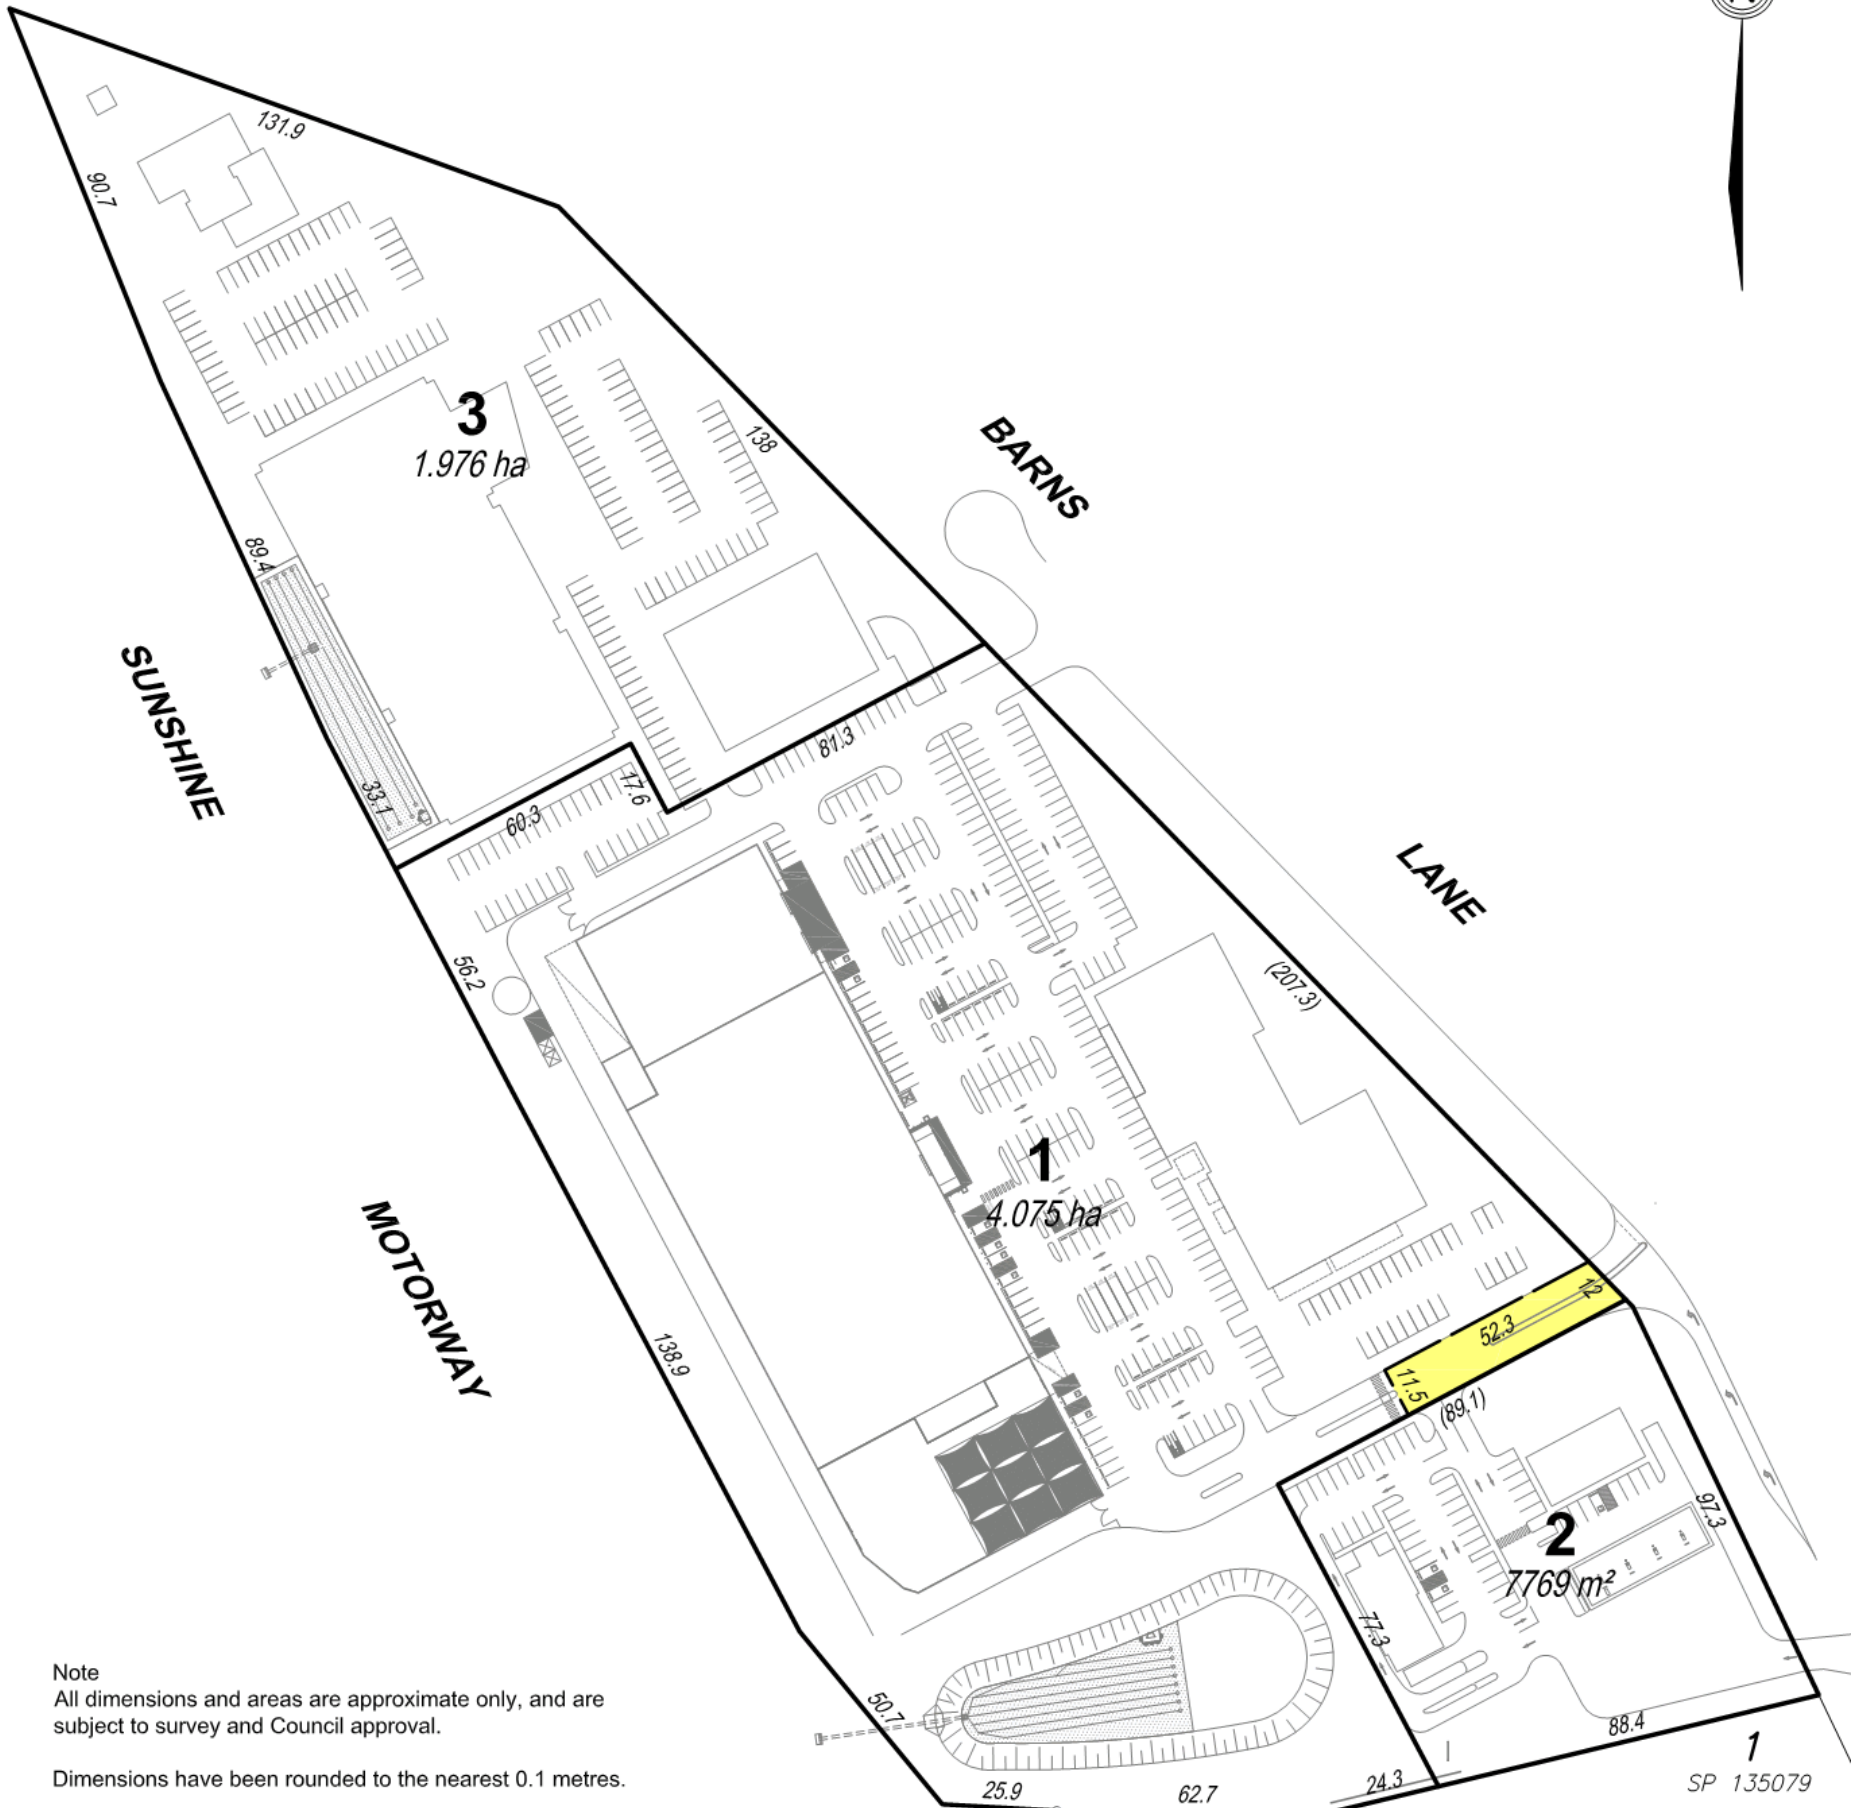 131.9
90.7
3
1.976 ha
138
BARNS
89.4
SUNSHINE
33.1
60.3
17.6
81.3
LANE
56.2
(207.3)
1
4.075 ha
MOTORWAY
138.9
12
52.3
11.5
(89.1)
97.3
2
7769 m²
77.3
50.7
88.4
25.9
62.7
24.3
1
SP 135079
Note
All dimensions and areas are approximate only, and are
subject to survey and Council approval.
Dimensions have been rounded to the nearest 0.1 metres.